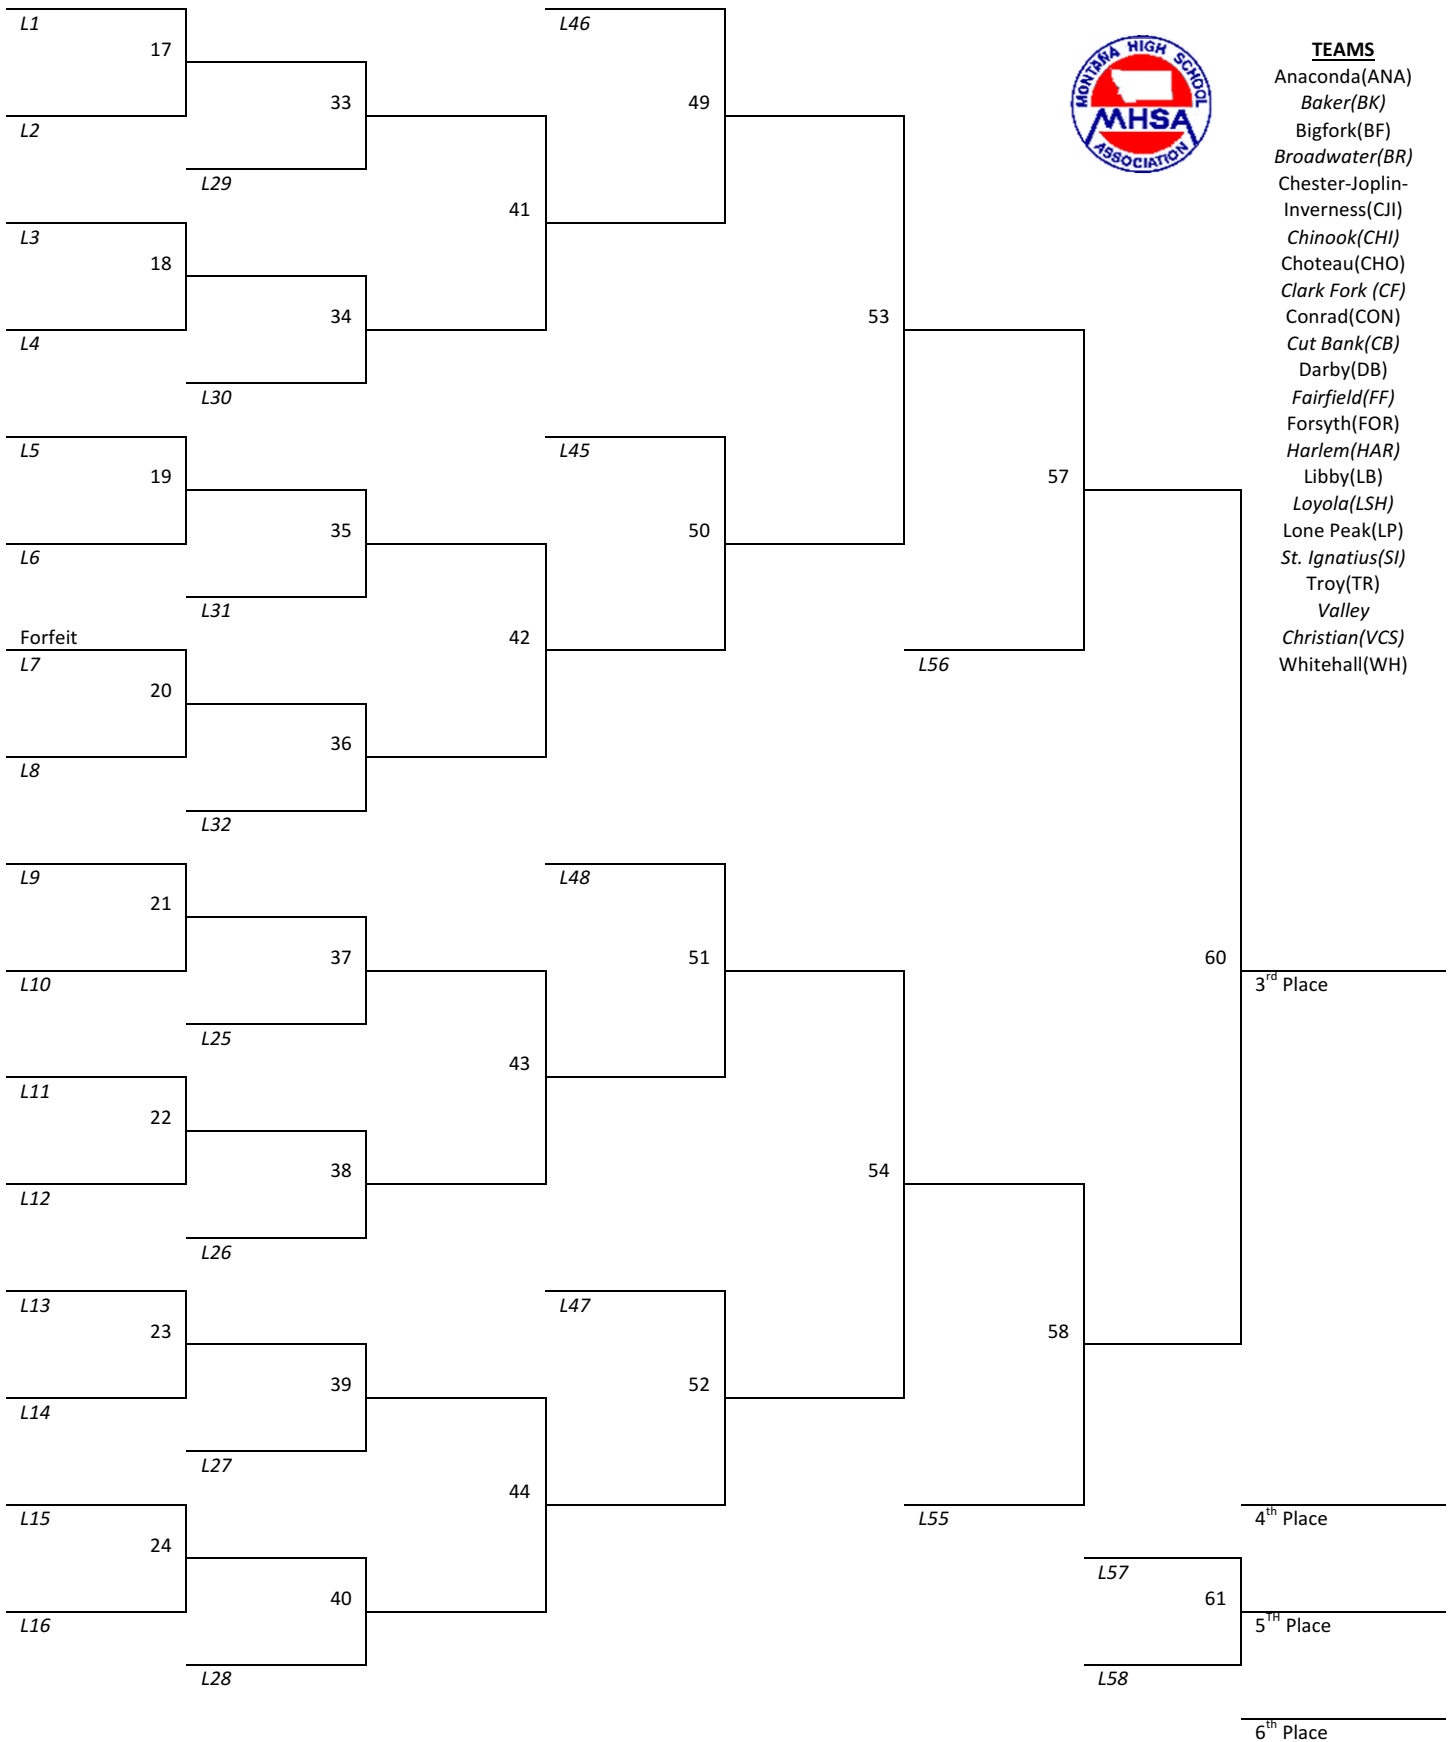 L1
17
L2
33
L29
L3
18
L4
34
L30
41
L46
49
L5
19
L6
35
L31
Forfeit
L7
20
L8
36
L32
42
L45
50
53
L56
57
L9
21
L10
37
L25
L11
22
L12
38
L26
43
L48
51
L13
23
L14
39
L27
L15
24
L16
40
L28
44
L47
52
54
L55
58
60
3rd Place
4th Place
L57
61
L58
5TH Place
6th Place
MONTANA HIGH SCHOOL
MHSA
ASSOCIATION
TEAMS
Anaconda(ANA)
Baker(BK)
Bigfork(BF)
Broadwater(BR)
Chester-Joplin-
Inverness(CJI)
Chinook(CHI)
Choteau(CHO)
Clark Fork (CF)
Conrad(CON)
Cut Bank(CB)
Darby(DB)
Fairfield(FF)
Forsyth(FOR)
Harlem(HAR)
Libby(LB)
Loyola(LSH)
Lone Peak(LP)
St. Ignatius(SI)
Troy(TR)
Valley
Christian(VCS)
Whitehall(WH)